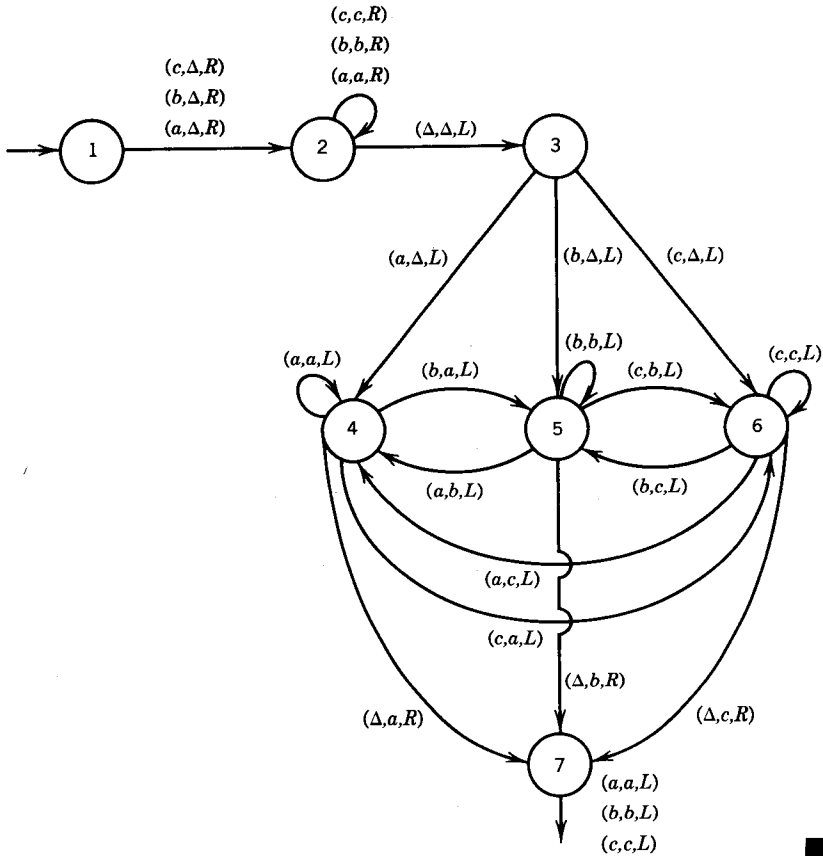 (c,c,R)
(b,b,R)
(a,a,R)
(c,Δ,R)
(b,Δ,R)
(a,Δ,R)
(Δ,Δ,L)
1
2
3
(a,Δ,L)
(b,Δ,L)
(c,Δ,L)
(a,a,L)
(b,a,L)
(b,b,L)
(c,b,L)
(c,c,L)
4
5
6
(a,b,L)
(b,c,L)
(a,c,L)
(c,a,L)
(Δ,a,R)
(Δ,b,R)
(Δ,c,R)
7
(a,a,L)
(b,b,L)
(c,c,L)